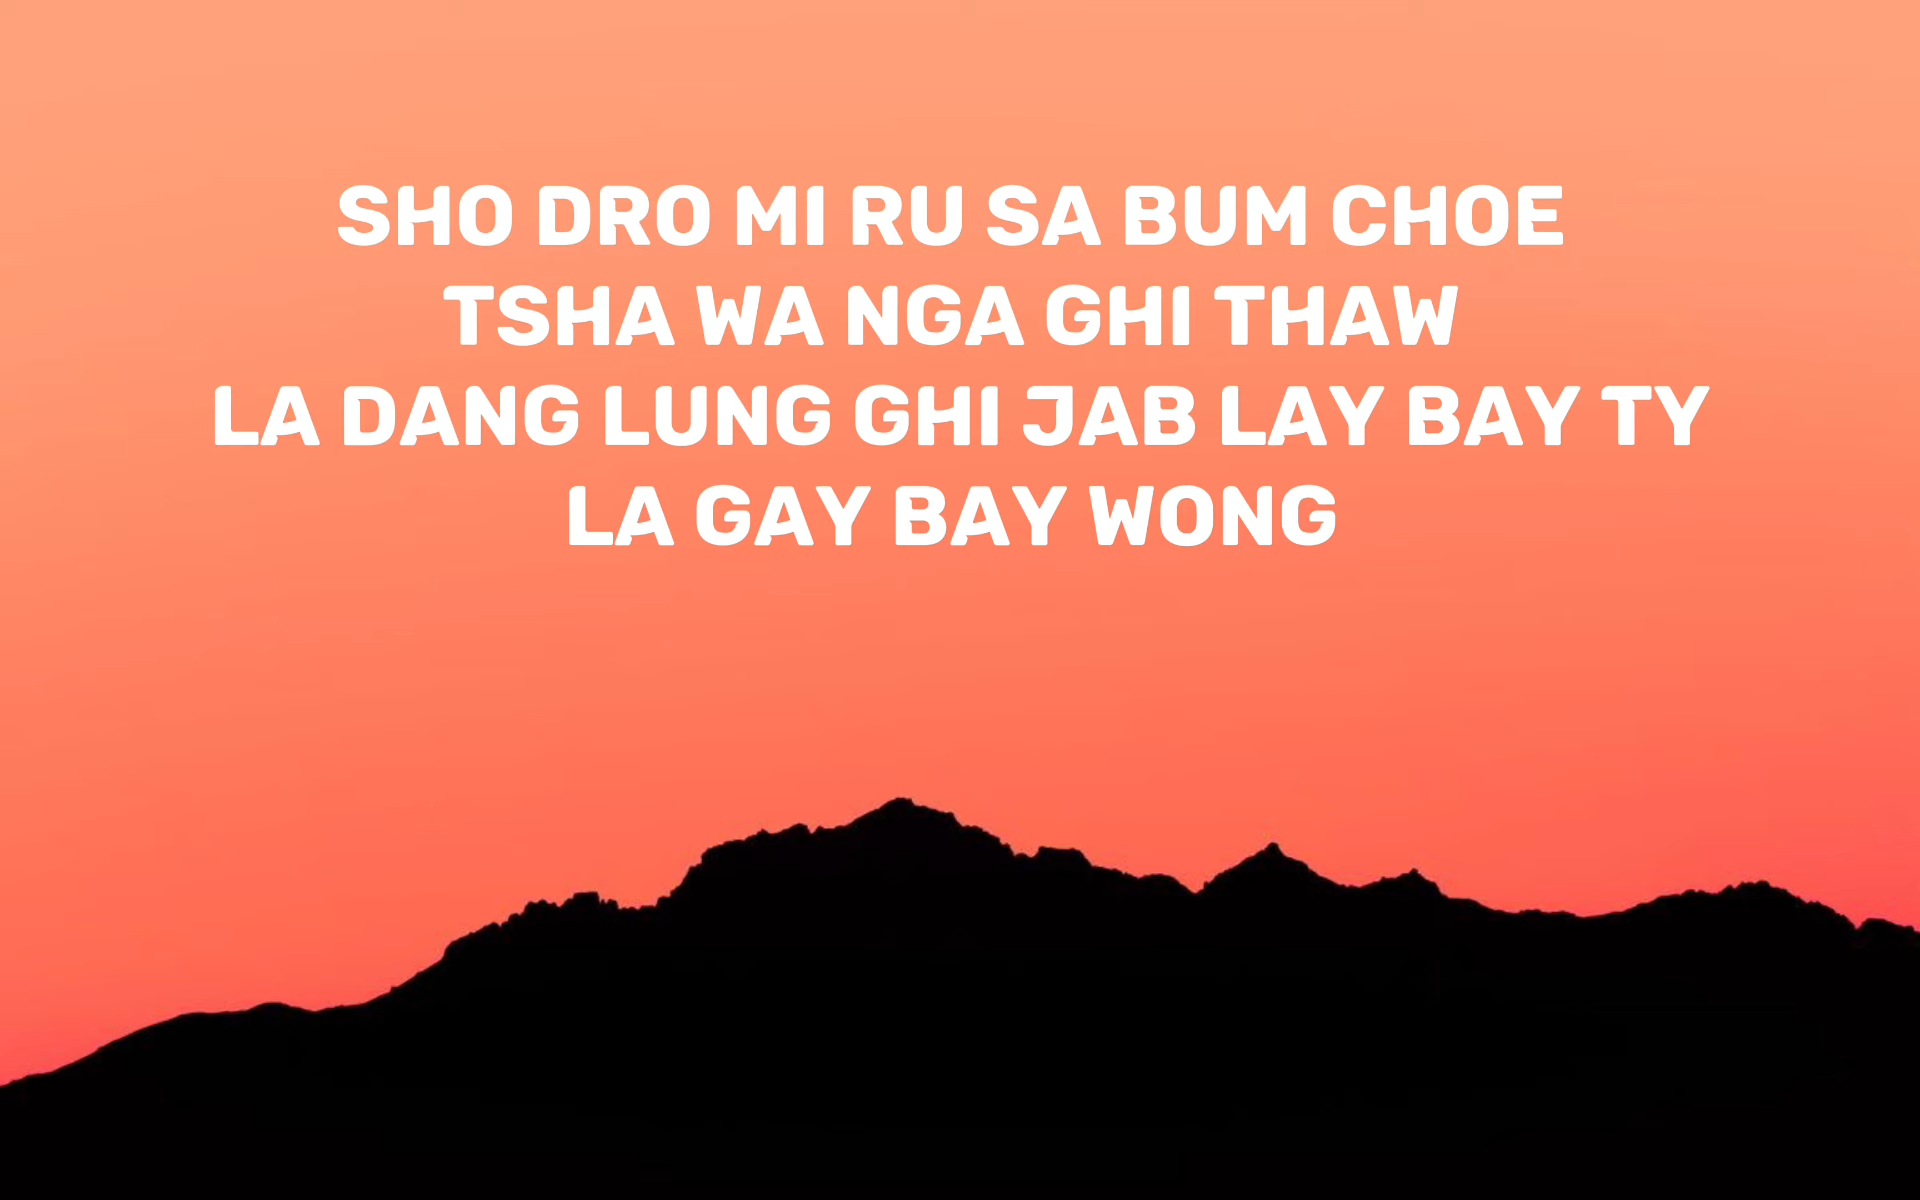 SHO DRO MI RU SA BUM CHOE
TSHA WA NGA GHI THAW
LA DANG LUNG GHI JAB LAY BAY TY
LA GAY BAY WONG